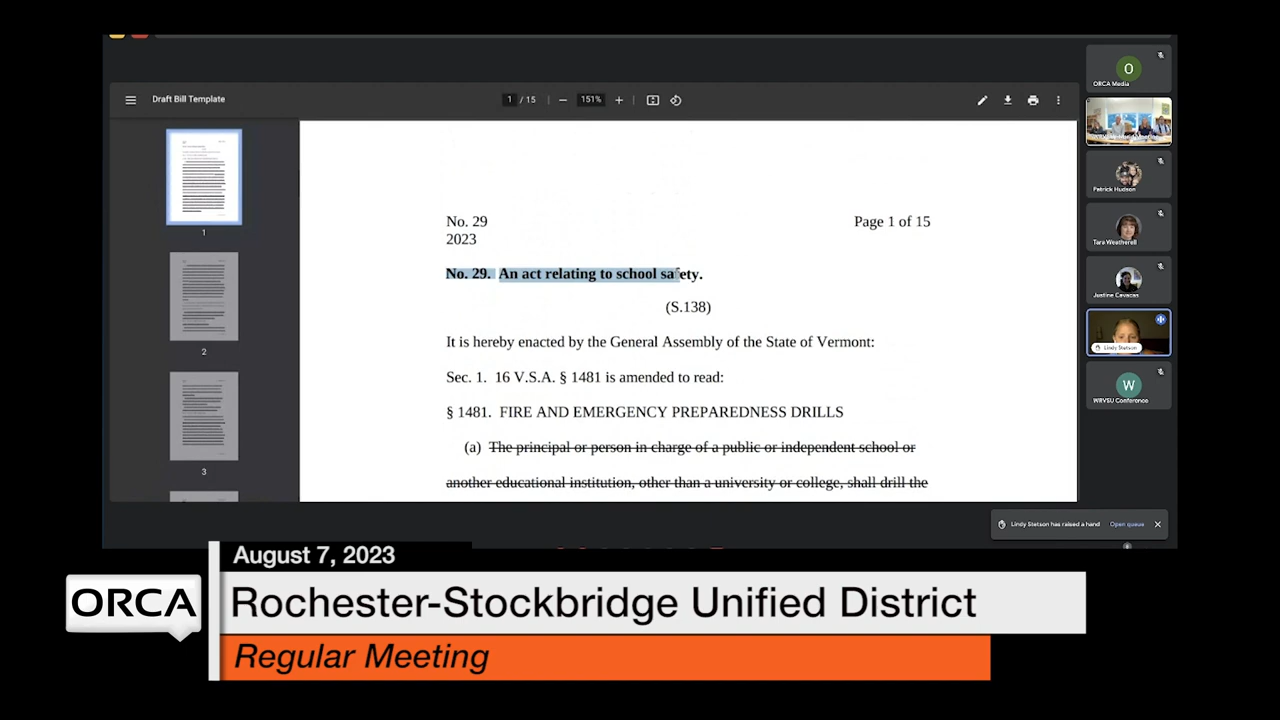 Draft Bill Template
1 / 15
151%
1
2
3
No. 29
Page 1 of 15
2023
No. 29. An act relating to school safety.
(S.138)
It is hereby enacted by the General Assembly of the State of Vermont:
Sec. 1. 16 V.S.A. § 1481 is amended to read:
§ 1481. FIRE AND EMERGENCY PREPAREDNESS DRILLS
(a) The principal or person in charge of a public or independent school or
another educational institution, other than a university or college, shall drill the
O
ORCA Media
Patrick Hudson
Tara Weatherell
Justine Cavacas
Lindy Stetson
W
WRVSU Conference
Lindy Stetson has raised a hand
Open queue
August 7, 2023
ORCA
Rochester-Stockbridge Unified District
Regular Meeting